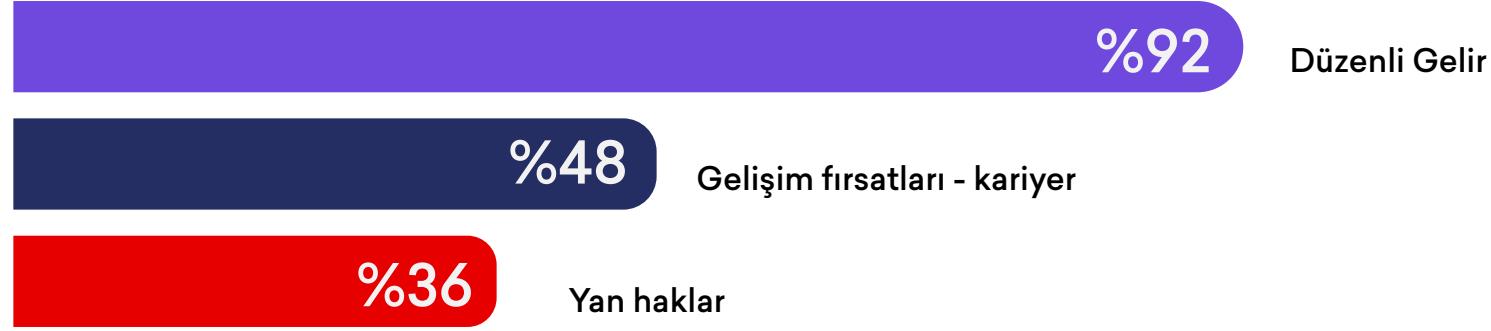 %92 Düzenli Gelir
%48 Gelişim fırsatları - kariyer
%36 Yan haklar